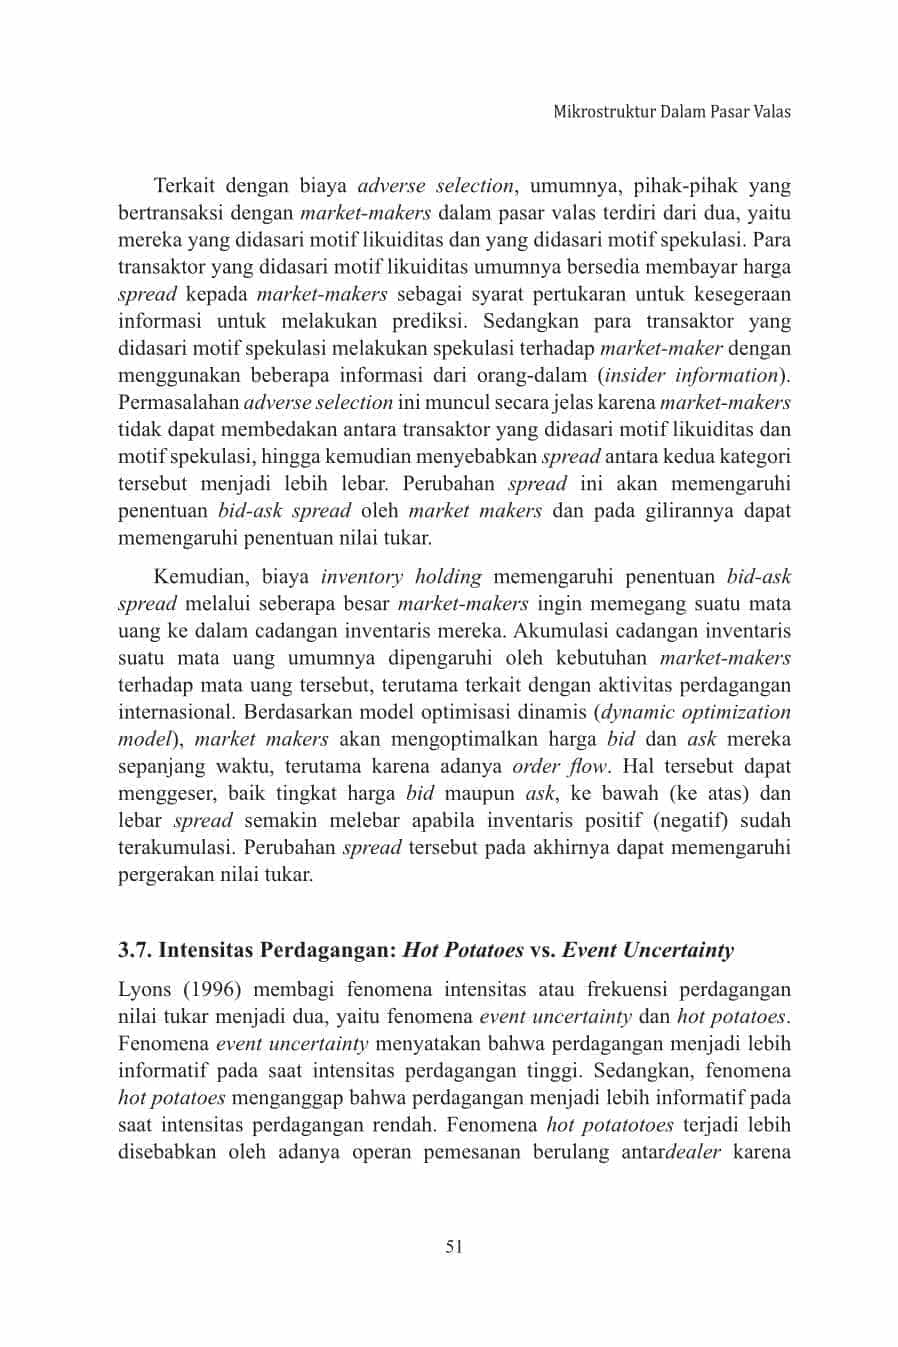 Mikrostruktur Dalam Pasar Valas
Terkait dengan biaya adverse selection, umumnya, pihak-pihak yang
bertransaksi dengan market-makers dalam pasar valas terdiri dari dua, yaitu
mereka yang didasari motif likuiditas dan yang didasari motif spekulasi. Para
transaktor yang didasari motif likuiditas umumnya bersedia membayar harga
spread kepada market-makers sebagai syarat pertukaran untuk kesegeraan
informasi untuk melakukan prediksi. Sedangkan para transaktor yang
didasari motif spekulasi melakukan spekulasi terhadap market-maker dengan
menggunakan beberapa informasi dari orang-dalam (insider information).
Permasalahan adverse selection ini muncul secara jelas karena market-makers
tidak dapat membedakan antara transaktor yang didasari motif likuiditas dan
motif spekulasi, hingga kemudian menyebabkan spread antara kedua kategori
tersebut menjadi lebih lebar. Perubahan spread ini akan memengaruhi
penentuan bid-ask spread oleh market makers dan pada gilirannya dapat
memengaruhi penentuan nilai tukar.
Kemudian, biaya inventory holding memengaruhi penentuan bid-ask
spread melalui seberapa besar market-makers ingin memegang suatu mata
uang ke dalam cadangan inventaris mereka. Akumulasi cadangan inventaris
suatu mata uang umumnya dipengaruhi oleh kebutuhan market-makers
terhadap mata uang tersebut, terutama terkait dengan aktivitas perdagangan
internasional. Berdasarkan model optimisasi dinamis (dynamic optimization
model), market makers akan mengoptimalkan harga bid dan ask mereka
sepanjang waktu, terutama karena adanya order flow. Hal tersebut dapat
menggeser, baik tingkat harga bid maupun ask, ke bawah (ke atas) dan
lebar spread semakin melebar apabila inventaris positif (negatif) sudah
terakumulasi. Perubahan spread tersebut pada akhirnya dapat memengaruhi
pergerakan nilai tukar.
3.7. Intensitas Perdagangan: Hot Potatoes vs. Event Uncertainty
Lyons (1996) membagi fenomena intensitas atau frekuensi perdagangan
nilai tukar menjadi dua, yaitu fenomena event uncertainty dan hot potatoes.
Fenomena event uncertainty menyatakan bahwa perdagangan menjadi lebih
informatif pada saat intensitas perdagangan tinggi. Sedangkan, fenomena
hot potatoes menganggap bahwa perdagangan menjadi lebih informatif pada
saat intensitas perdagangan rendah. Fenomena hot potatotoes terjadi lebih
disebabkan oleh adanya operan pemesanan berulang antardealer karena
51